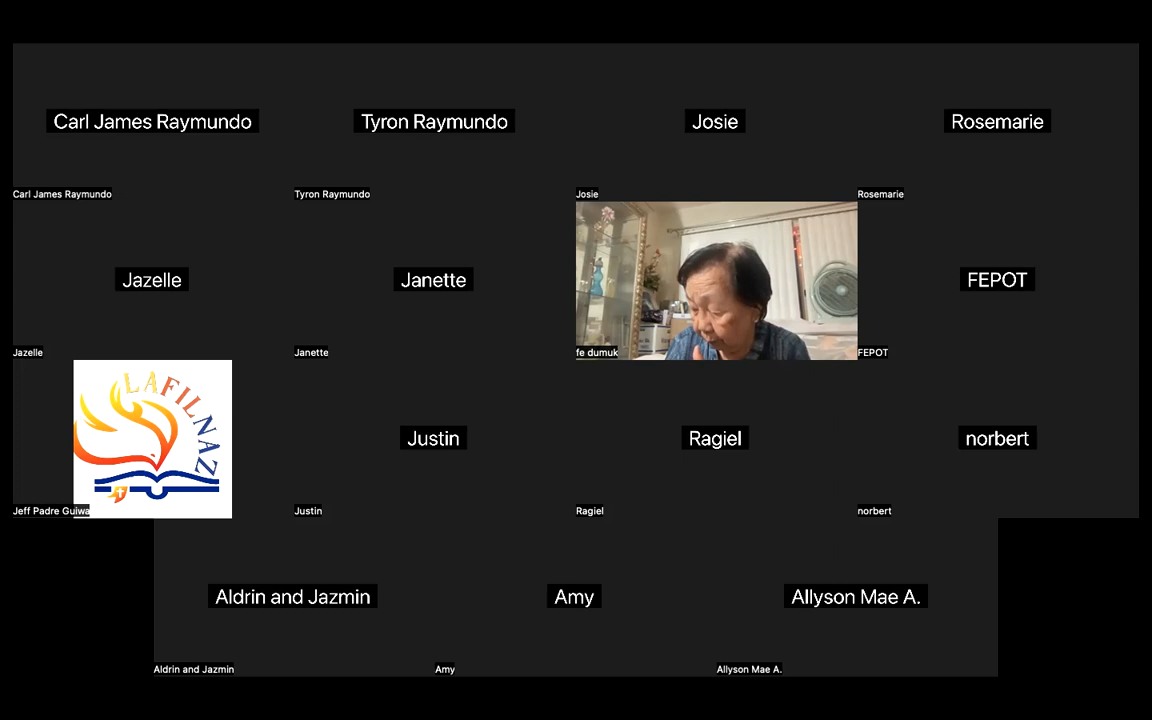 Carl James Raymundo
Tyron Raymundo
Josie
Rosemarie
Carl James Raymundo
Tyron Raymundo
Josie
Rosemarie
Jazelle
Janette
FEPOT
Jazelle
Janette
fe dumuk
FEPOT
LAFILNAZ
Justin
Ragiel
norbert
Jeff Padre Guiwa
Justin
Ragiel
norbert
Aldrin and Jazmin
Amy
Allyson Mae A.
Aldrin and Jazmin
Amy
Allyson Mae A.